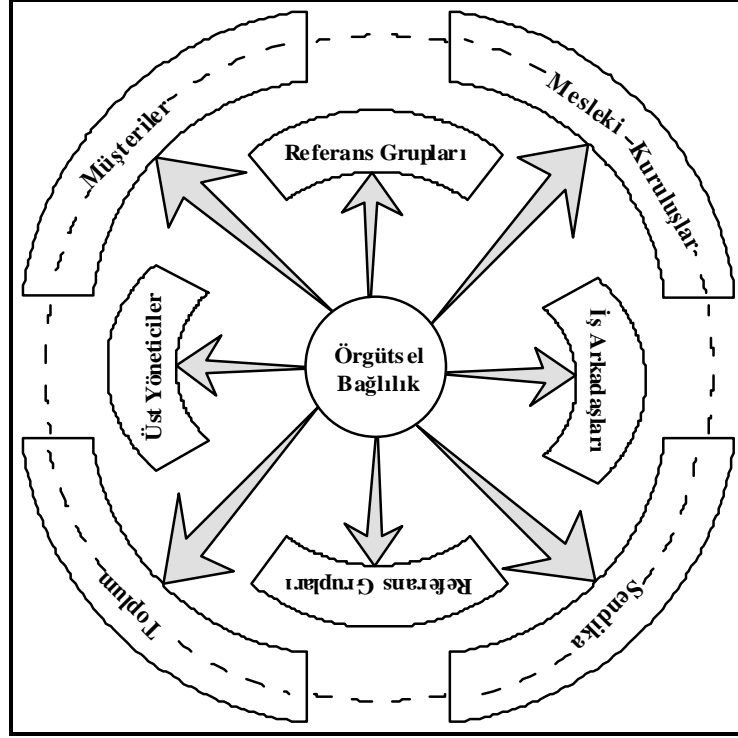 Müşteriler
Mesleki – Kuruluşlar
Referans Grupları
Üst Yöneticiler
Örgütsel
Bağlılık
İş Arkadaşları
Referans Grupları
Toplum
Sendika